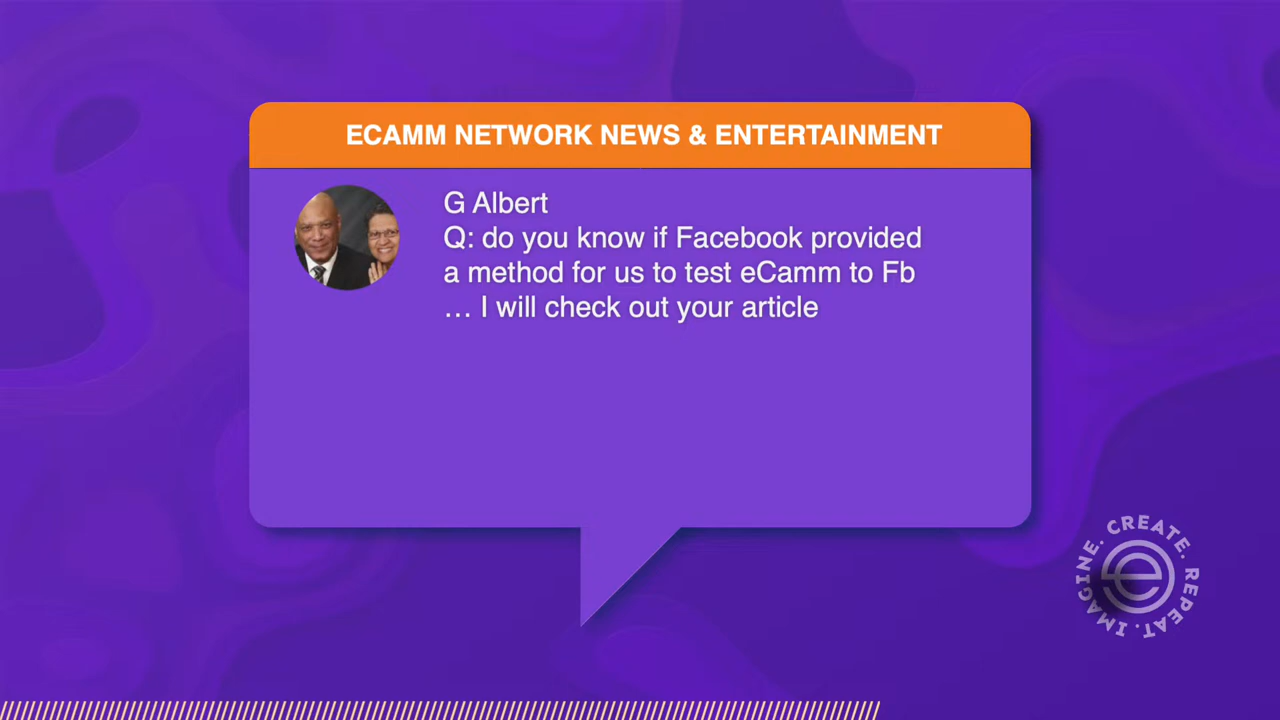 ECAMM NETWORK NEWS & ENTERTAINMENT
G Albert
Q: do you know if Facebook provided
a method for us to test eCamm to Fb
… I will check out your article
IMAGINE. CREATE. REPEAT.